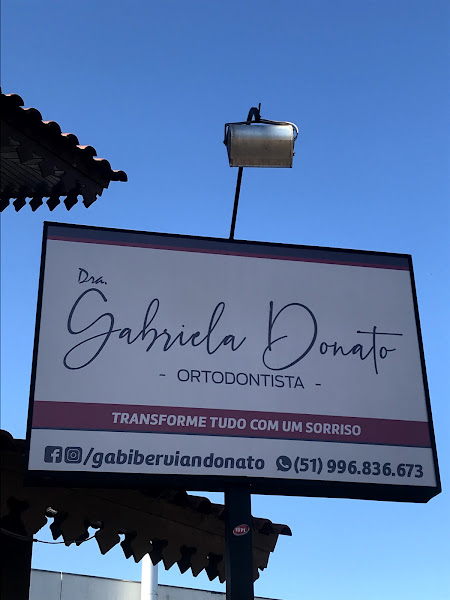 Dra.
Gabriela Donato
- ORTODONTISTA -
TRANSFORME TUDO COM UM SORRISO
/gabiberviandonato (51) 996.836.673